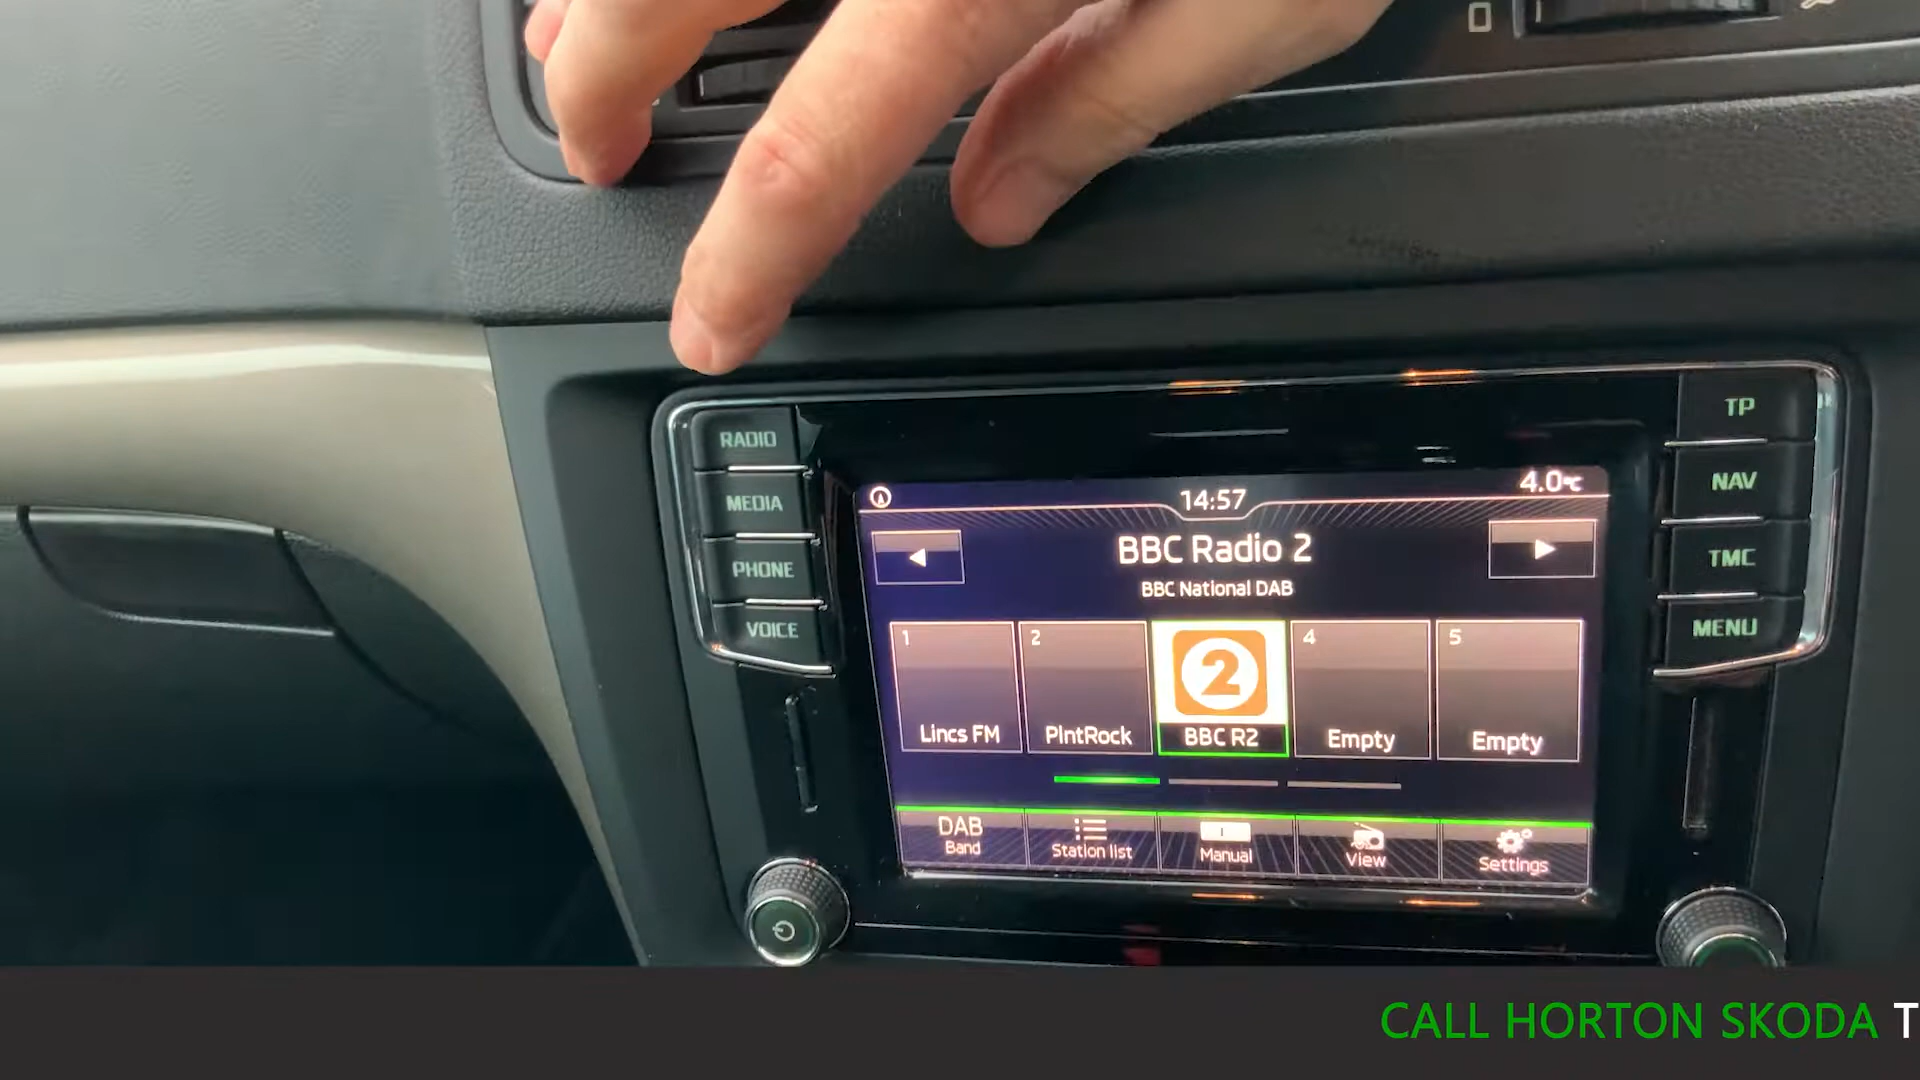 RADIO
MEDIA
PHONE
VOICE
TP
NAV
TMC
MENU
14:57
4.0°C
BBC Radio 2
BBC National DAB
1
2
2
4
5
Lincs FM
PlntRock
BBC R2
Empty
Empty
DAB
Band
Station list
Manual
View
Settings
CALL HORTON SKODA T